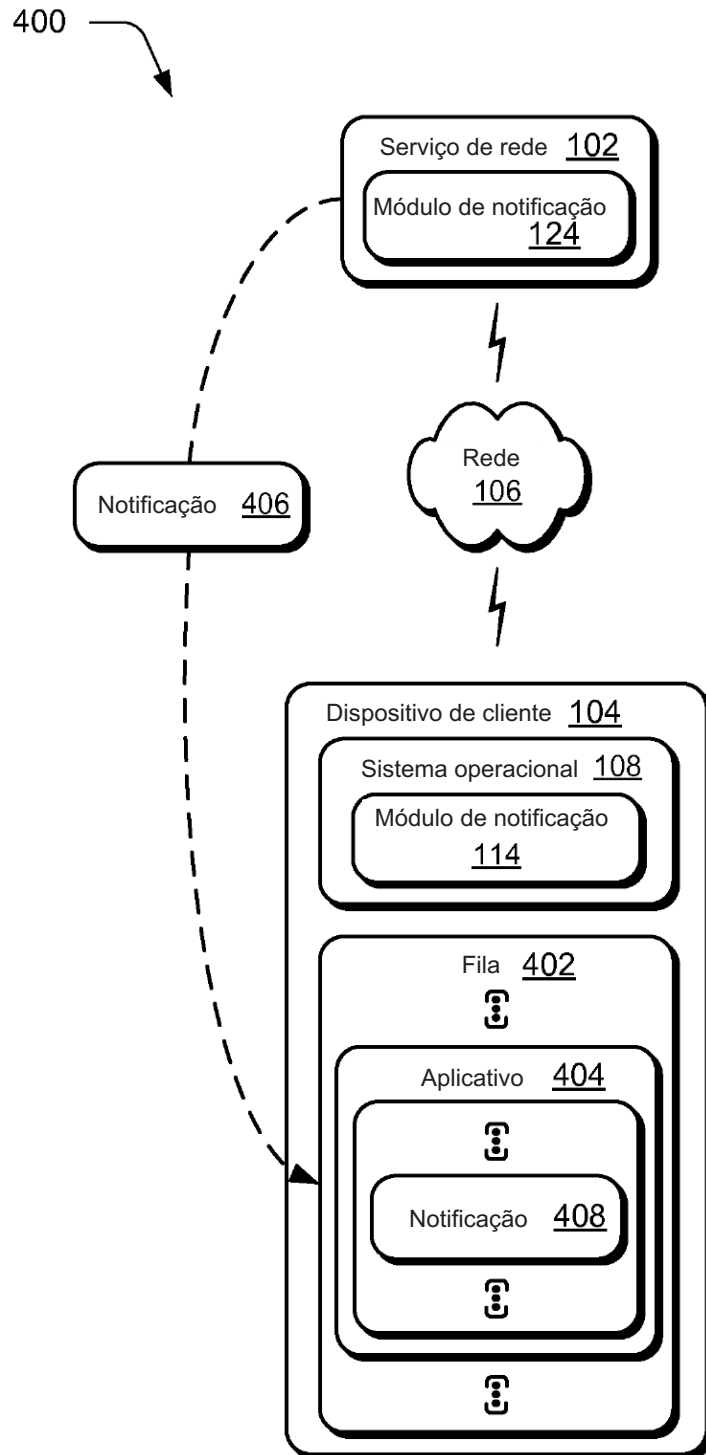 400
Serviço de rede 102
Módulo de notificação
124
Rede
106
Notificação 406
Dispositivo de cliente 104
Sistema operacional 108
Módulo de notificação
114
Fila 402
Aplicativo 404
Notificação 408